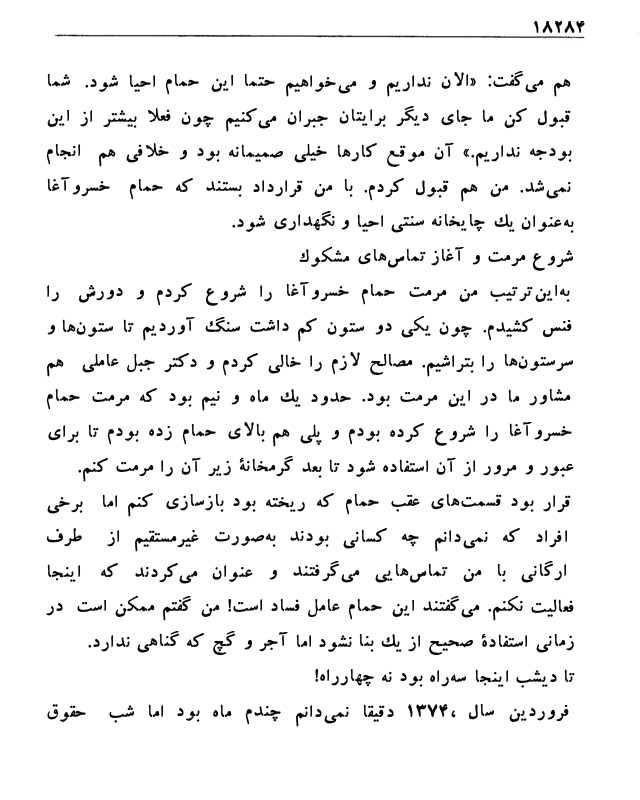 ۱۸۲۸۴
هم می‌گفت: «الان نداریم و می‌خواهیم حتما این حمام احیا شود. شما
قبول کن ما جای دیگر برایتان جبران می‌کنیم چون فعلا بیشتر از این
بودجه نداریم.» آن موقع کارها خیلی صمیمانه بود و خلافی هم انجام
نمی‌شد. من هم قبول کردم. با من قرارداد بستند که حمام خسروآغا
به‌عنوان یك چایخانه سنتی احیا و نگهداری شود.
شروع مرمت و آغاز تماس‌های مشکوك
به‌این‌ترتیب من مرمت حمام خسروآغا را شروع کردم و دورش را
فنس کشیدم. چون یکی دو ستون کم داشت سنگ آوردیم تا ستون‌ها و
سرستون‌ها را بتراشیم. مصالح لازم را خالی کردم و دکتر جبل عاملی هم
مشاور ما در این مرمت بود. حدود یك ماه و نیم بود که مرمت حمام
خسروآغا را شروع کرده بودم و پلی هم بالای حمام زده بودم تا برای
عبور و مرور از آن استفاده شود تا بعد گرمخانهٔ زیر آن را مرمت کنم.
قرار بود قسمت‌های عقب حمام که ریخته بود بازسازی کنم اما برخی
افراد که نمی‌دانم چه کسانی بودند به‌صورت غیرمستقیم از طرف
ارگانی با من تماس‌هایی می‌گرفتند و عنوان می‌کردند که اینجا
فعالیت نکنم. می‌گفتند این حمام عامل فساد است! من گفتم ممکن است در
زمانی استفادهٔ صحیح از یك بنا نشود اما آجر و گچ که گناهی ندارد.
تا دیشب اینجا سه‌راه بود نه چهارراه!
فروردین سال ،۱۳۷۴ دقیقا نمی‌دانم چندم ماه بود اما شب حقوق